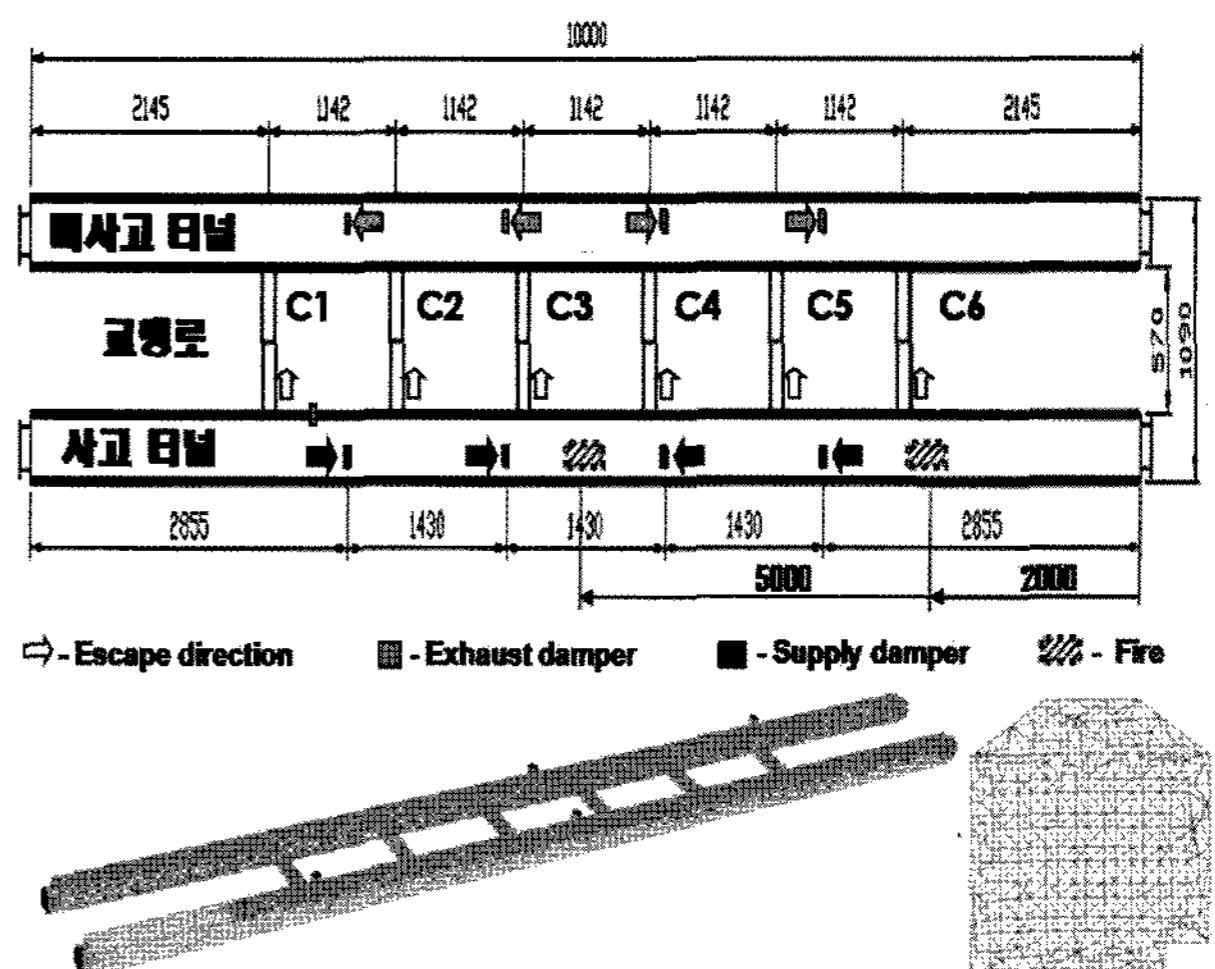 10000
2145 1142 1142 1142 1142 1142 2145
비사고 터널
C1 C2 C3 C4 C5 C6
교행로
570
1090
사고 터널
2855 1430 1430 1430 2855
5000 2000
- Escape direction - Exhaust damper - Supply damper - Fire